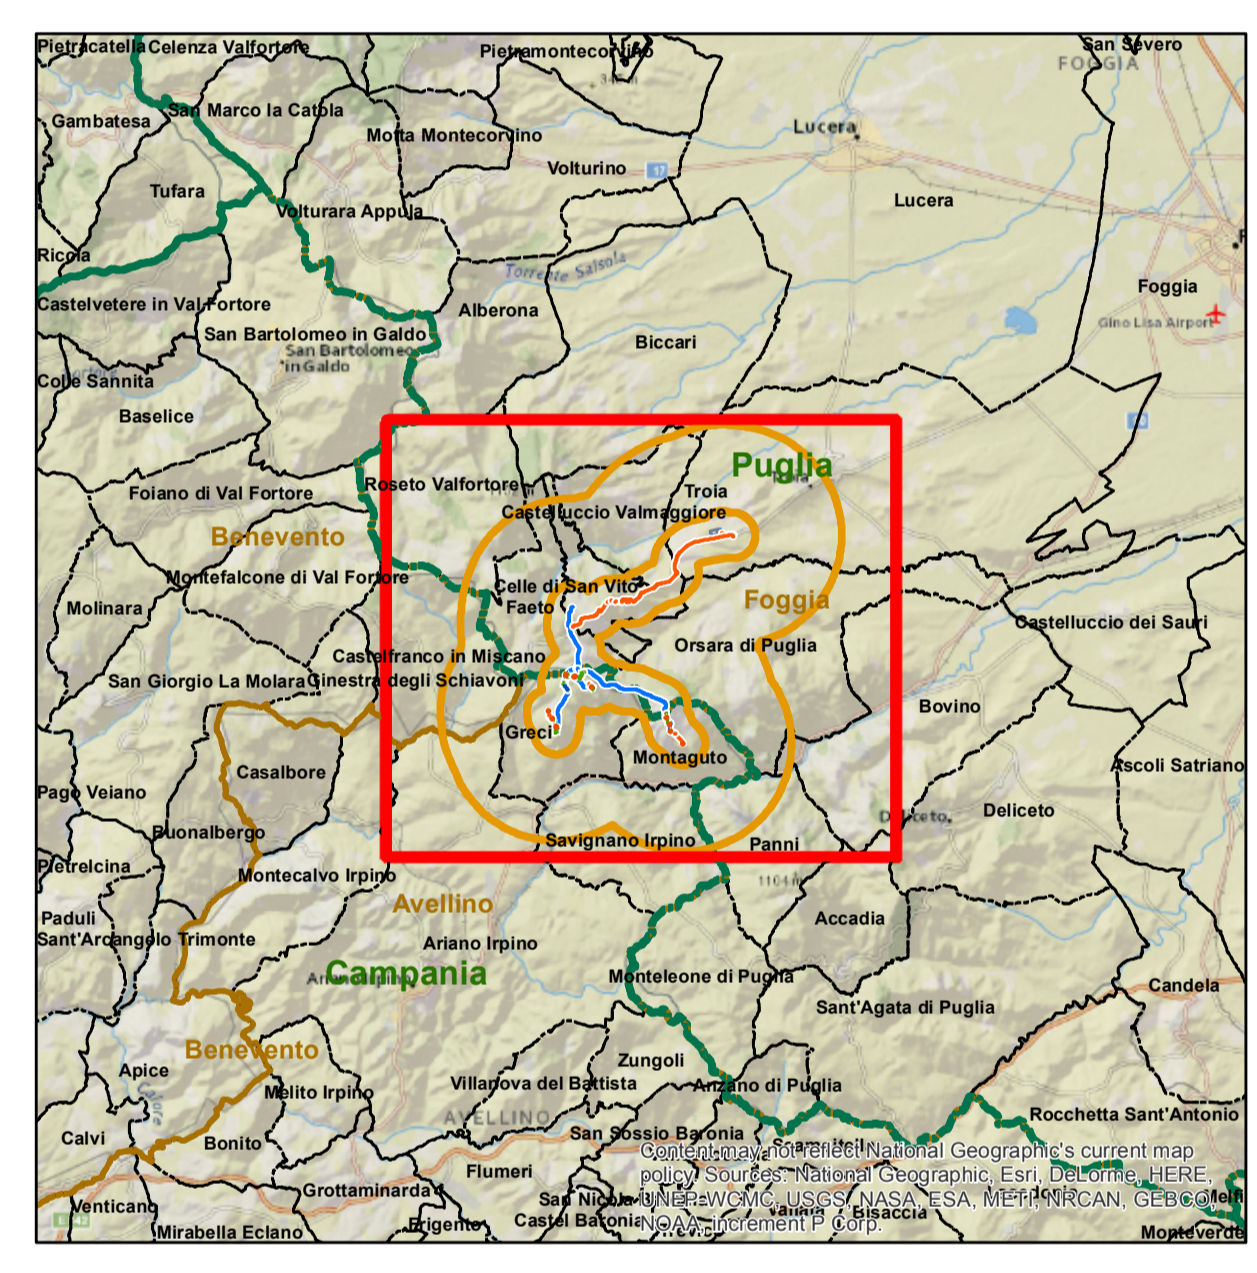 Pietracatella
Celenza Valfortore
Pietramontecorvino
San Severo
FOGGIA
Gambatesa
San Marco la Catola
Motta Montecorvino
Lucera
Volturino
17
Tufara
Volturara Appula
Lucera
Torrente Salsola
Castelvetere in Val Fortore
Alberona
Foggia
Gino Lisa Airport
San Bartolomeo in Galdo
San Bartolomeo
in Galdo
Biccari
Colle Sannita
Baselice
Puglia
Roseto Valfortore
Troia
Foiano di Val Fortore
Castelluccio Valmaggiore
Benevento
Montefalcone di Val Fortore
Celle di San Vito
Faeto
Foggia
Molinara
Castelluccio dei Sauri
Orsara di Puglia
Castelfranco in Miscano
San Giorgio La Molara
Ginestra degli Schiavoni
Bovino
Greci
Montaguto
Casalbore
Ascoli Satriano
Pago Veiano
Deliceto
Deliceto
Buonalbergo
Savignano Irpino
Panni
Pietrelcina
Montecalvo Irpino
1104 m
Avellino
Paduli
Accadia
Sant'Arcangelo Trimonte
Ariano Irpino
Campania
Monteleone di Puglia
Candela
Sant'Agata di Puglia
Benevento
Apice
Zungoli
Melito Irpino
Villanova del Battista
Anzano di Puglia
AVELLINO
Rocchetta Sant'Antonio
Calvi
Bonito
San Sossio Baronia
Flumeri
Grottaminarda
Content may not reflect National Geographic's current map
policy. Sources: National Geographic, Esri, DeLorme, HERE,
UNEP-WCMC, USGS, NASA, ESA, METI, NRCAN, GEBCO,
NOAA, increment P Corp.
Venticano
Mirabella Eclano
Frigento
Castel Baronia
Bisaccia
Melfi
Monteverde